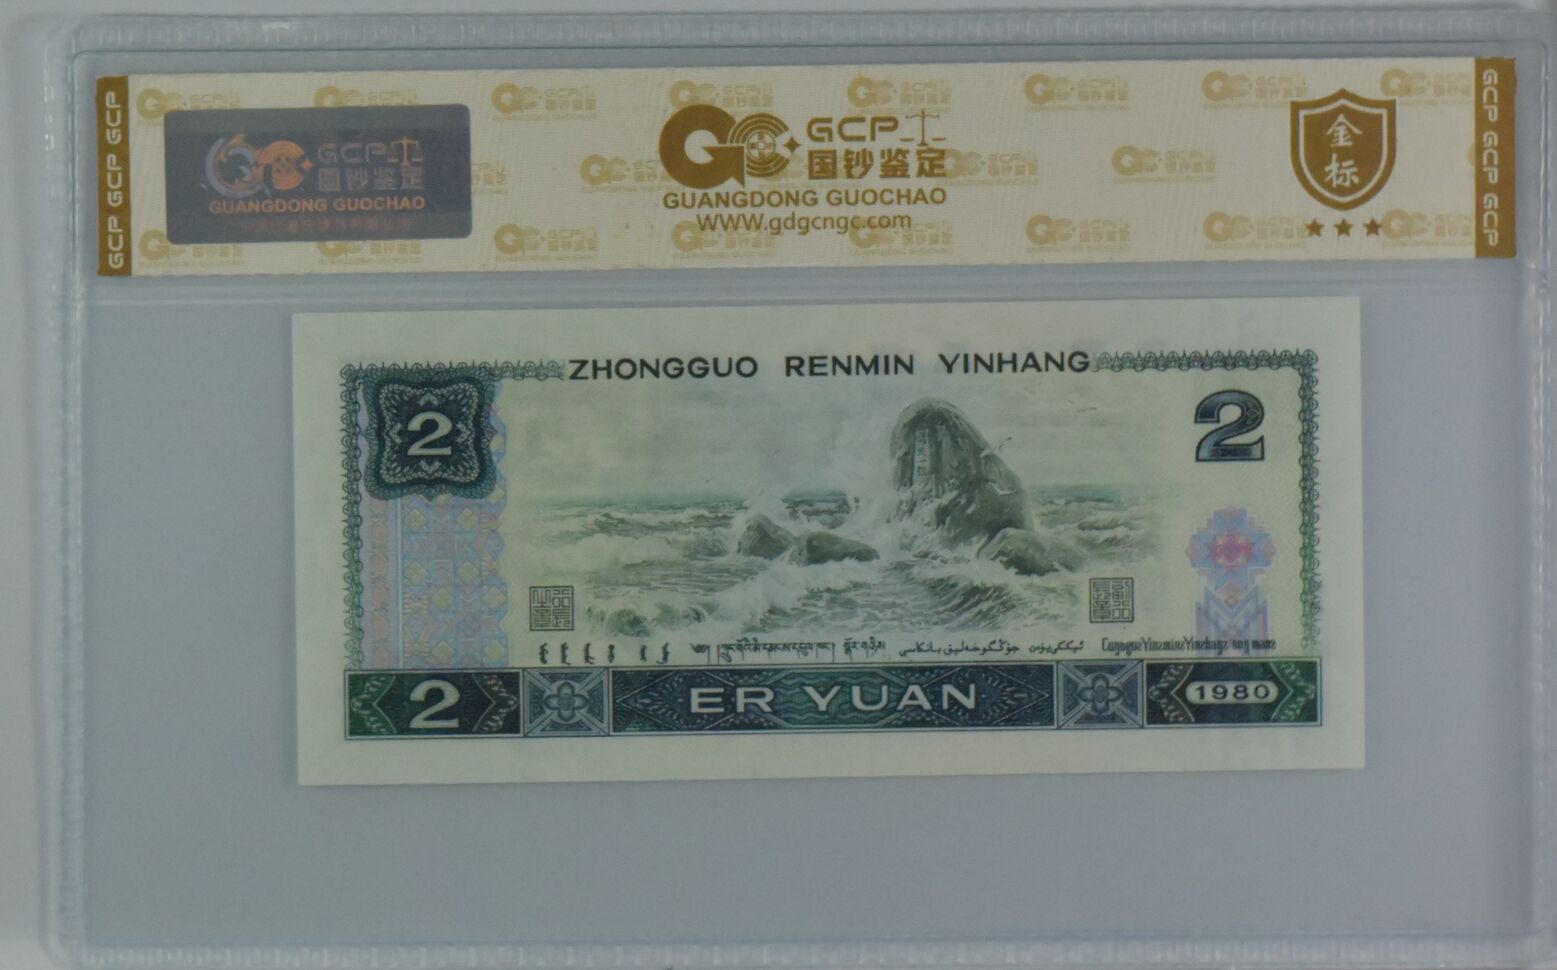 GCP GCP GCP
GCP
国钞鉴定
GUANGDONG GUOCHAO
GCP
国钞鉴定
GUANGDONG GUOCHAO
WWW.gdgcngc.com
金
标
GCP GCP GCP
ZHONGGUO RENMIN YINHANG
2
2
2
ER YUAN
1980